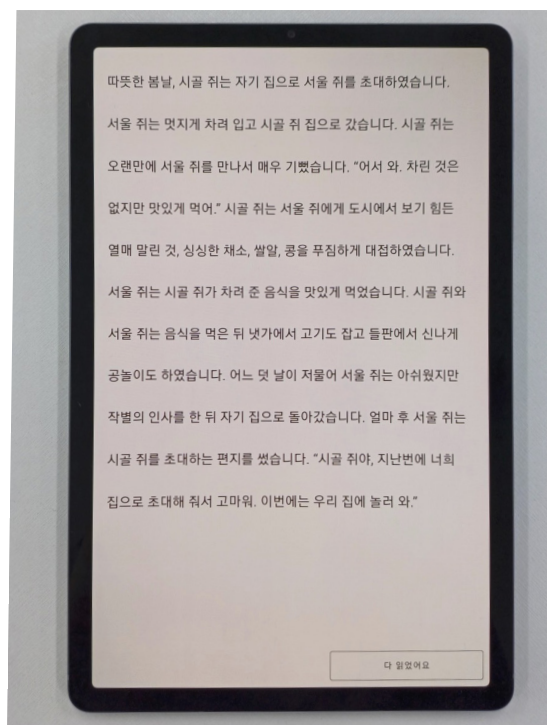 따뜻한 봄날, 시골 쥐는 자기 집으로 서울 쥐를 초대하였습니다.
서울 쥐는 멋지게 차려 입고 시골 쥐 집으로 갔습니다. 시골 쥐는
오랜만에 서울 쥐를 만나서 매우 기뻤습니다. “어서 와. 차린 것은
없지만 맛있게 먹어.” 시골 쥐는 서울 쥐에게 도시에서 보기 힘든
열매 말린 것, 싱싱한 채소, 쌀알, 콩을 푸짐하게 대접하였습니다.
서울 쥐는 시골 쥐가 차려 준 음식을 맛있게 먹었습니다. 시골 쥐와
서울 쥐는 음식을 먹은 뒤 냇가에서 고기도 잡고 들판에서 신나게
공놀이도 하였습니다. 어느 덧 날이 저물어 서울 쥐는 아쉬웠지만
작별의 인사를 한 뒤 자기 집으로 돌아갔습니다. 얼마 후 서울 쥐는
시골 쥐를 초대하는 편지를 썼습니다. “시골 쥐야, 지난번에 너희
집으로 초대해 줘서 고마워. 이번에는 우리 집에 놀러 와.”
다 읽었어요